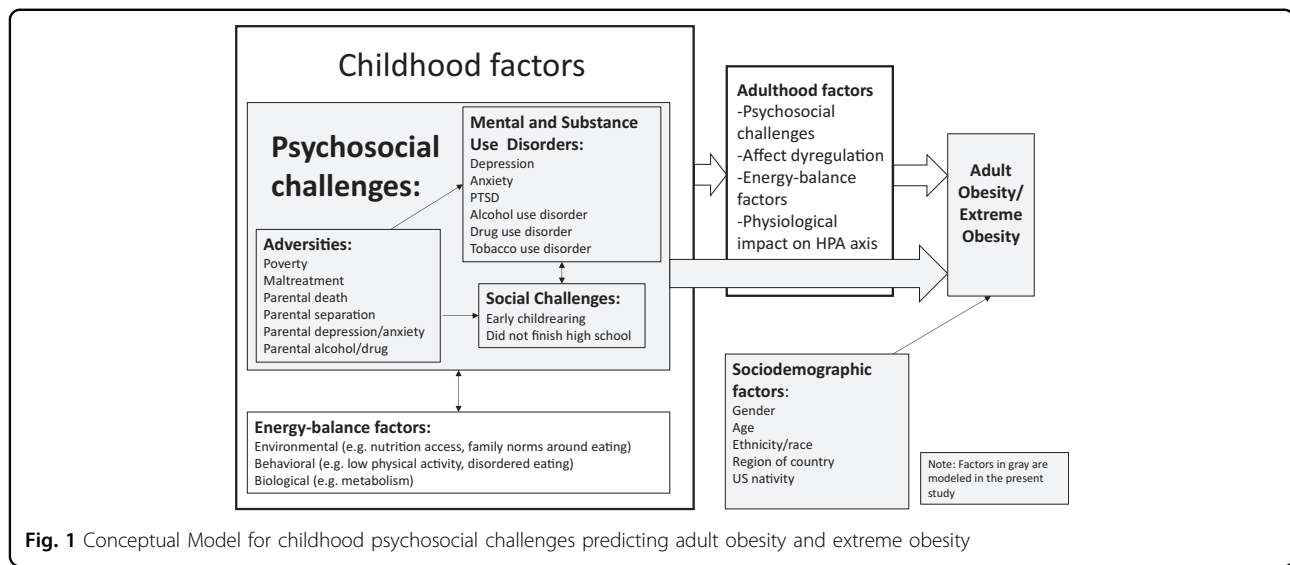 Childhood factors
Psychosocial
challenges:
Mental and Substance
Use Disorders:
Depression
Anxiety
PTSD
Alcohol use disorder
Drug use disorder
Tobacco use disorder
Adversities:
Poverty
Maltreatment
Parental death
Parental separation
Parental depression/anxiety
Parental alcohol/drug
Social Challenges:
Early childrearing
Did not finish high school
Energy-balance factors:
Environmental (e.g. nutrition access, family norms around eating)
Behavioral (e.g. low physical activity, disordered eating)
Biological (e.g. metabolism)
Adulthood factors
-Psychosocial
challenges
-Affect dyregulation
-Energy-balance
factors
-Physiological
impact on HPA axis
Adult
Obesity/
Extreme
Obesity
Sociodemographic
factors:
Gender
Age
Ethnicity/race
Region of country
US nativity
Note: Factors in gray are
modeled in the present
study
Fig. 1 Conceptual Model for childhood psychosocial challenges predicting adult obesity and extreme obesity